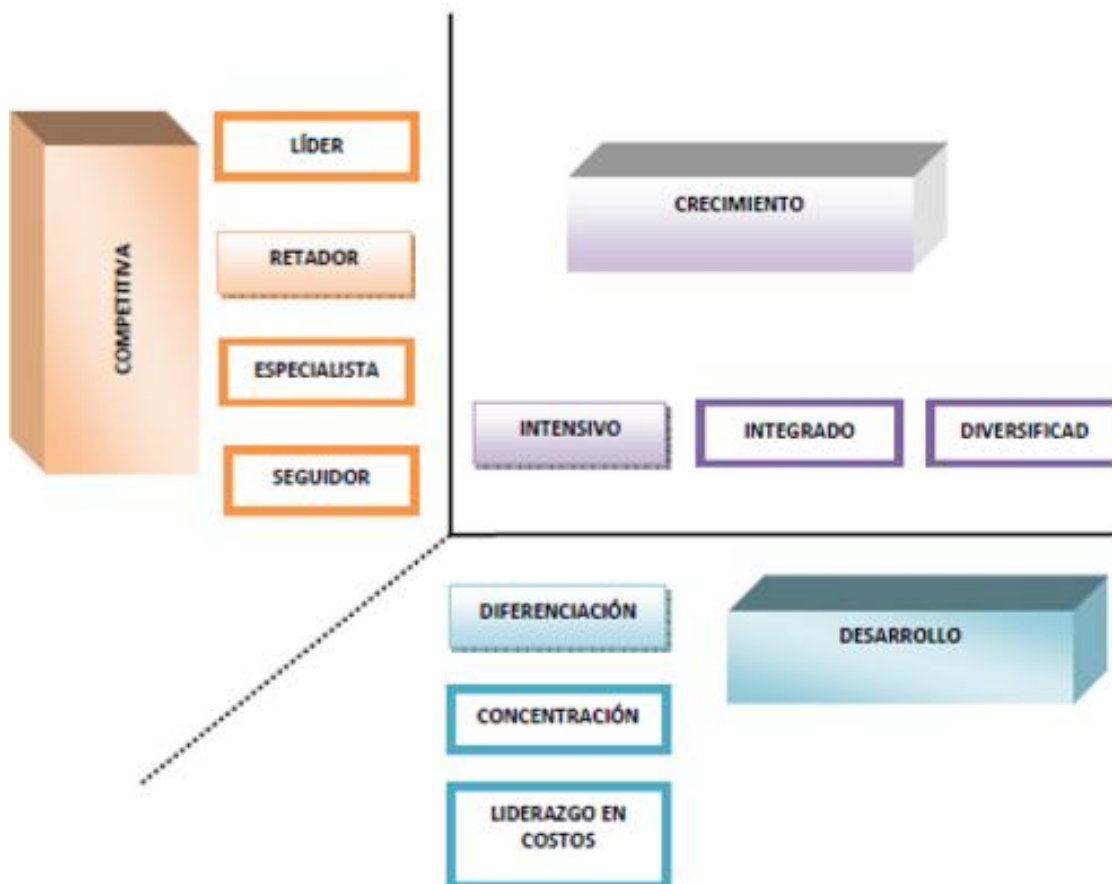 LÍDER
RETADOR
COMPETITIVA
ESPECIALISTA
SEGUIDOR
CRECIMIENTO
INTENSIVO
INTEGRADO
DIVERSIFICAD
DIFERENCIACIÓN
DESARROLLO
CONCENTRACIÓN
LIDERAZGO EN
COSTOS